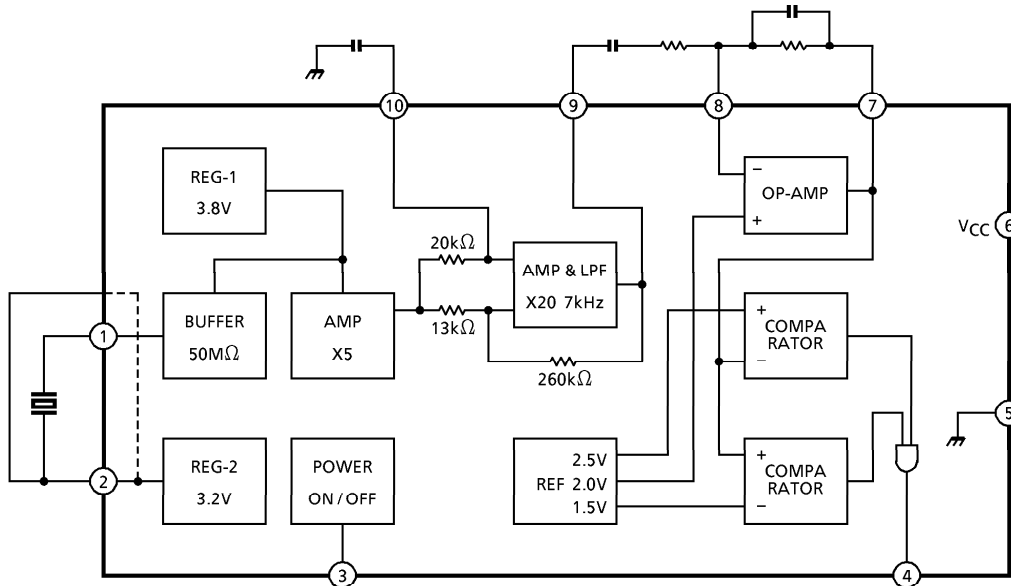 10
9
8
7
REG-1
3.8V
OP-AMP
−
+
VCC
6
20kΩ
13kΩ
260kΩ
AMP & LPF
X20 7kHz
1
BUFFER
50MΩ
AMP
X5
+
−
COMPA
RATOR
5
2
REG-2
3.2V
POWER
ON / OFF
2.5V
REF 2.0V
1.5V
+
−
COMPA
RATOR
3
4